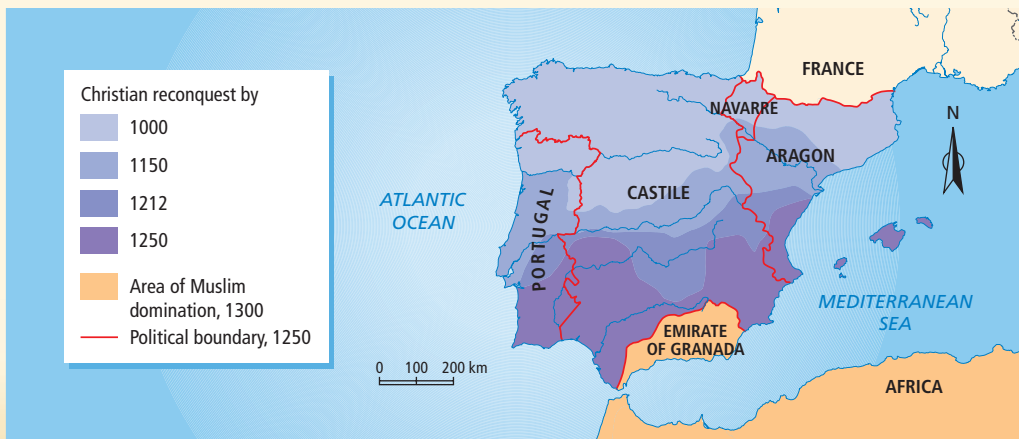 Christian reconquest by
1000
1150
1212
1250
Area of Muslim
domination, 1300
Political boundary, 1250
0 100 200 km
ATLANTIC
OCEAN
FRANCE
NAVARRE
ARAGON
CASTILE
PORTUGAL
EMIRATE
OF GRANADA
MEDITERRANEAN
SEA
AFRICA
N